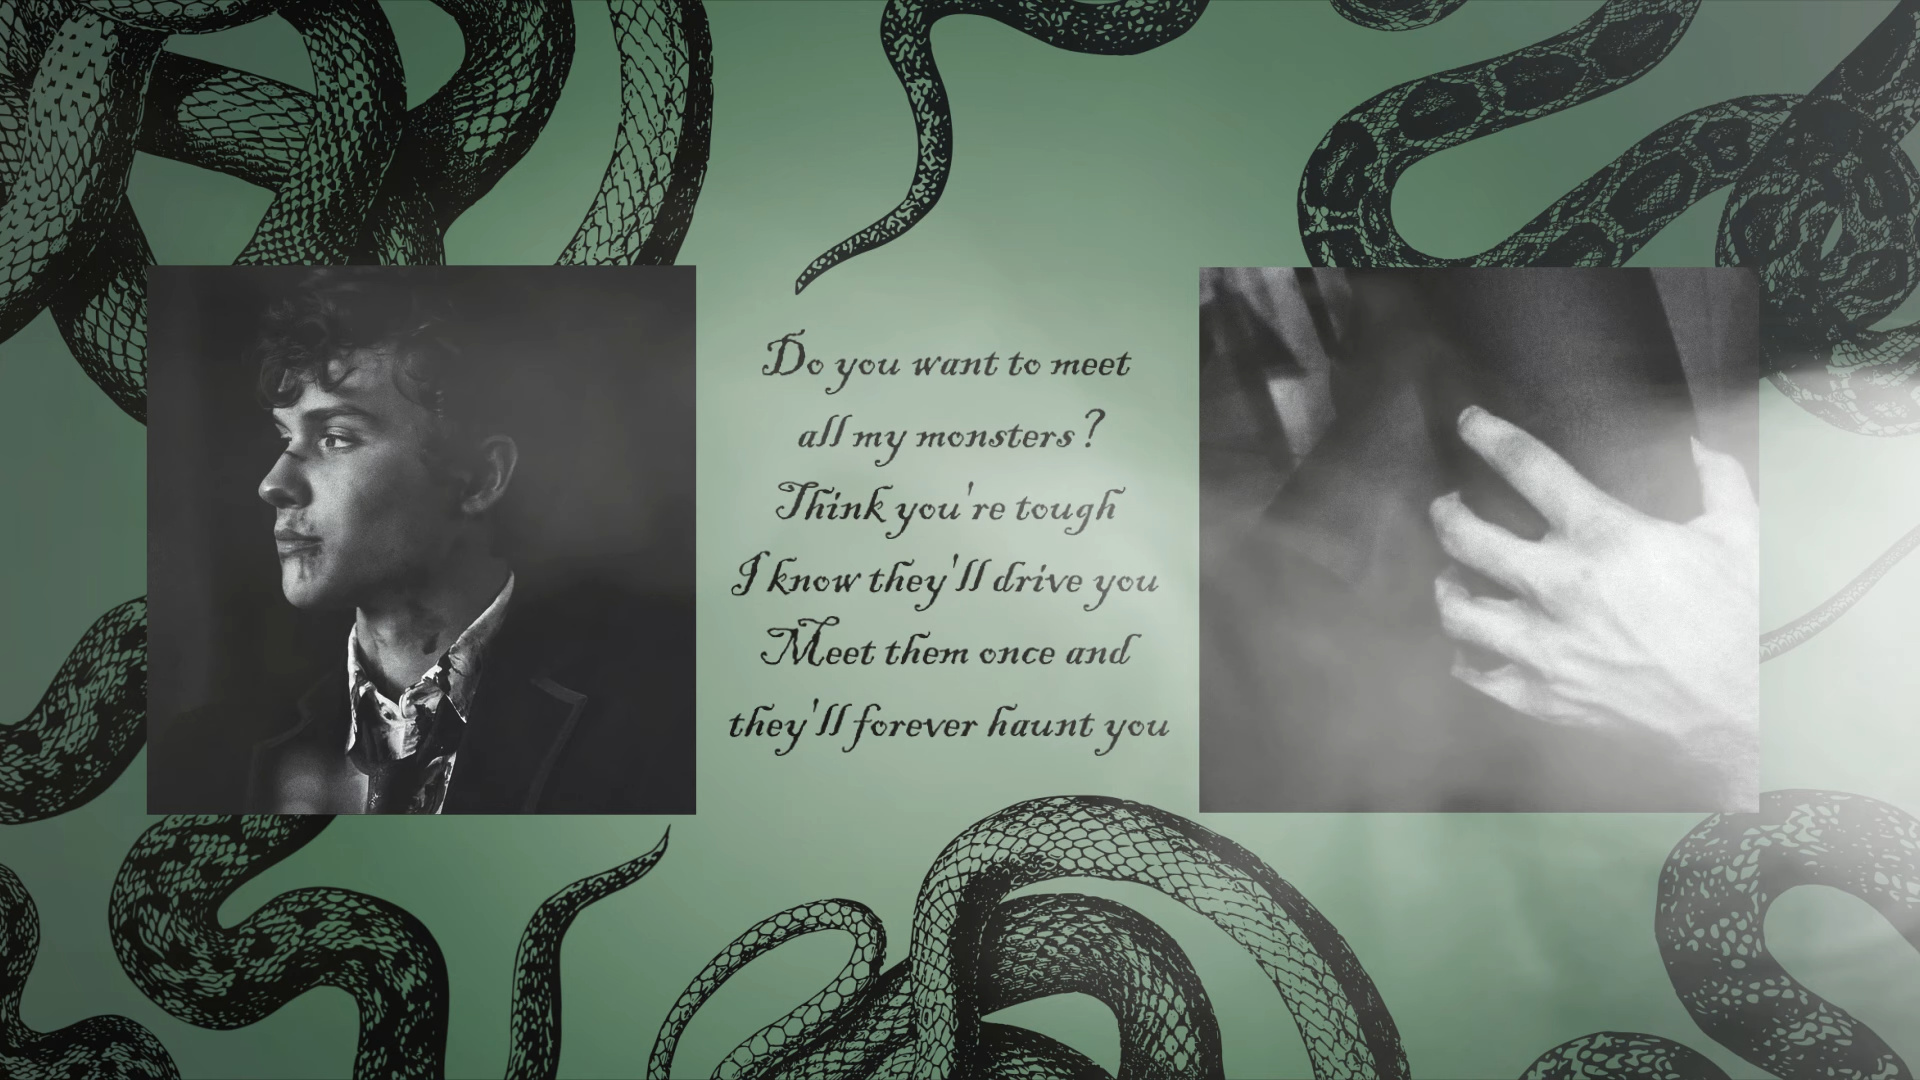 Do you want to meet
all my monsters?
Think you're tough
I know they'll drive you
Meet them once and
they'll forever haunt you